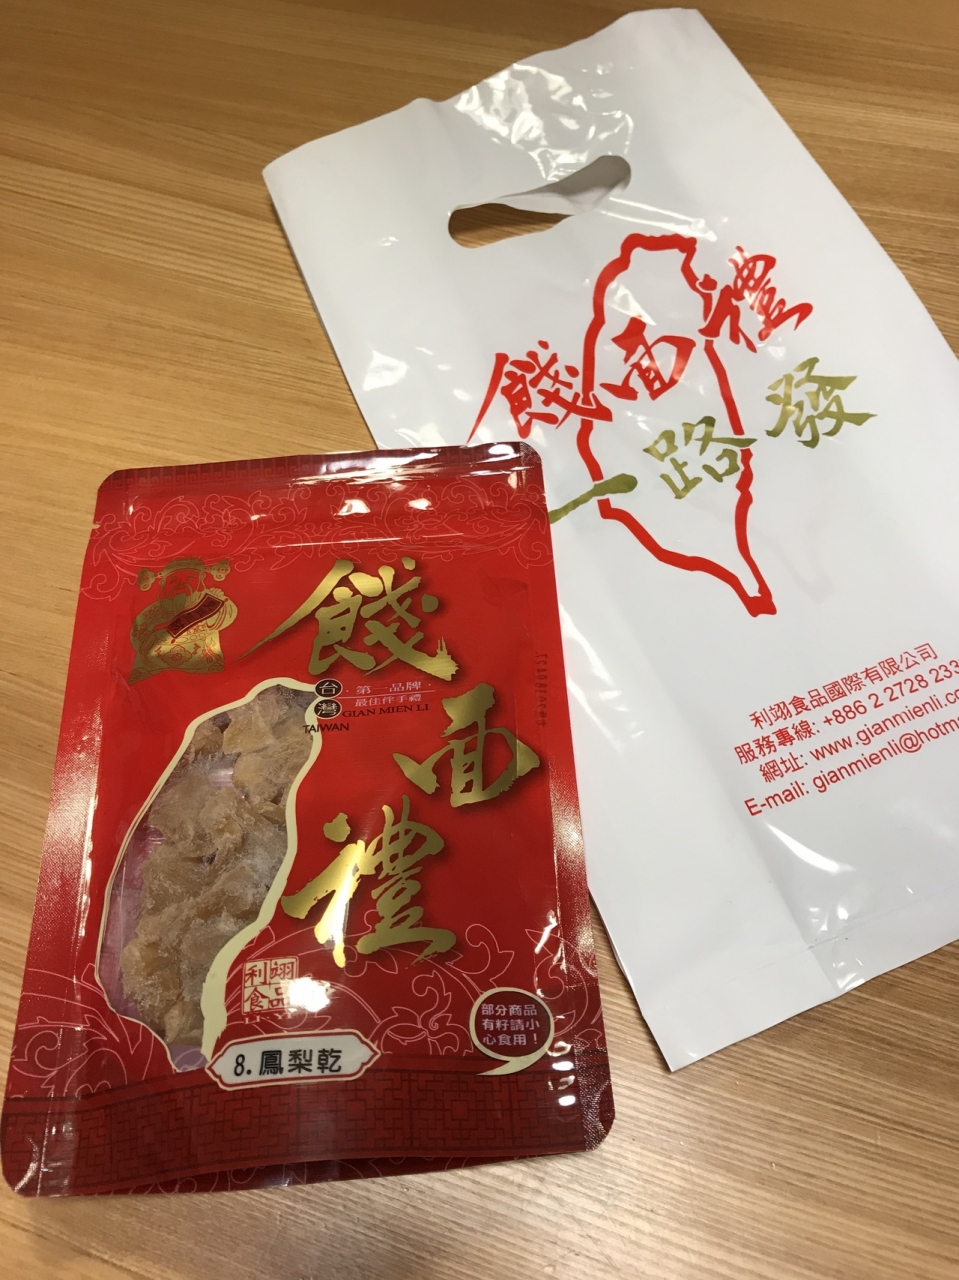 餞面禮
一路發
利翊食品國際有限公司
服務專線: +886 2 2728 233
網址: www.gianmienli.co
E-mail: gianmienli@hotm
餞面禮
台灣
TAIWAN
第一品牌
最佳伴手禮
GIAN MIEN LI
利翊
食品
8.鳳梨乾
部分商品
有籽請小
心食用！